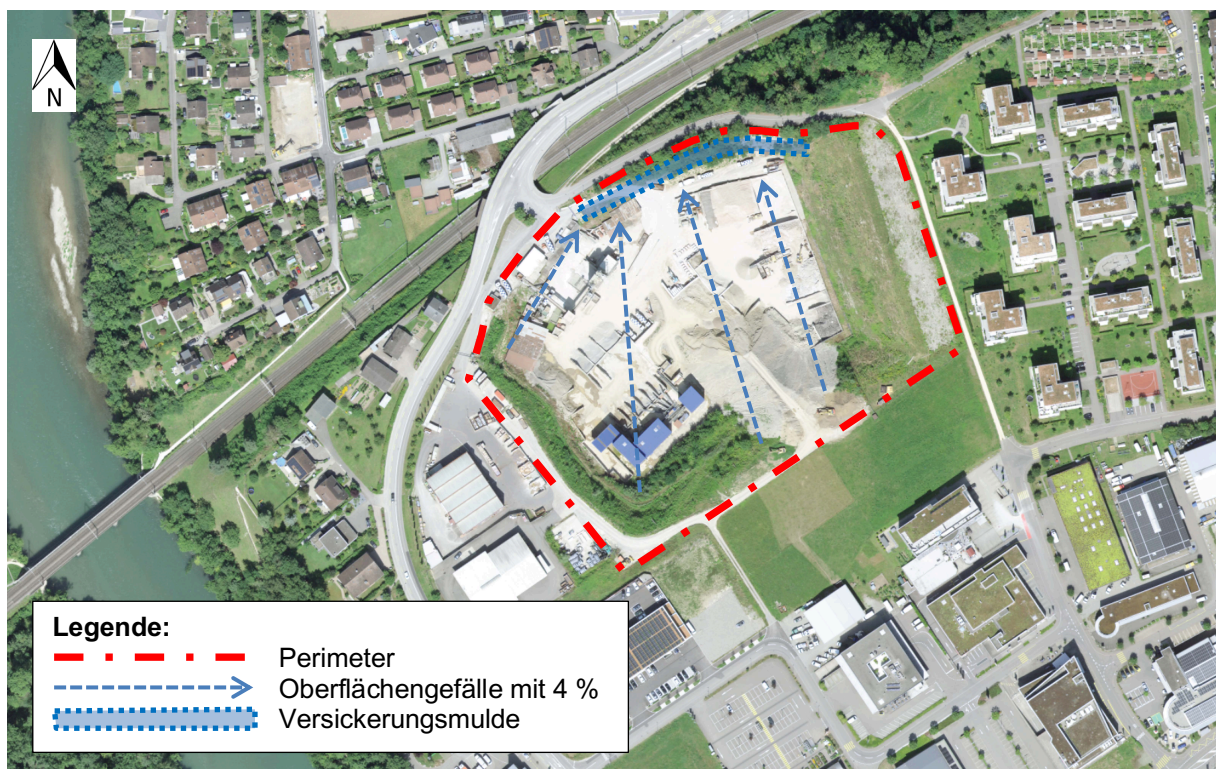 N
Legende:
Perimeter
Oberflächengefälle mit 4 %
Versickerungsmulde